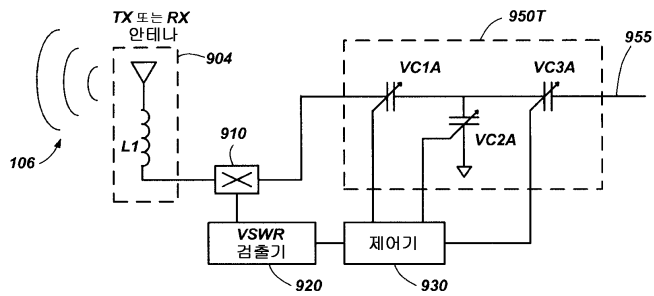 TX 또는 RX
안테나
904
106
L1
910
VSWR
검출기
920
제어기
930
950T
955
VC1A
VC3A
VC2A